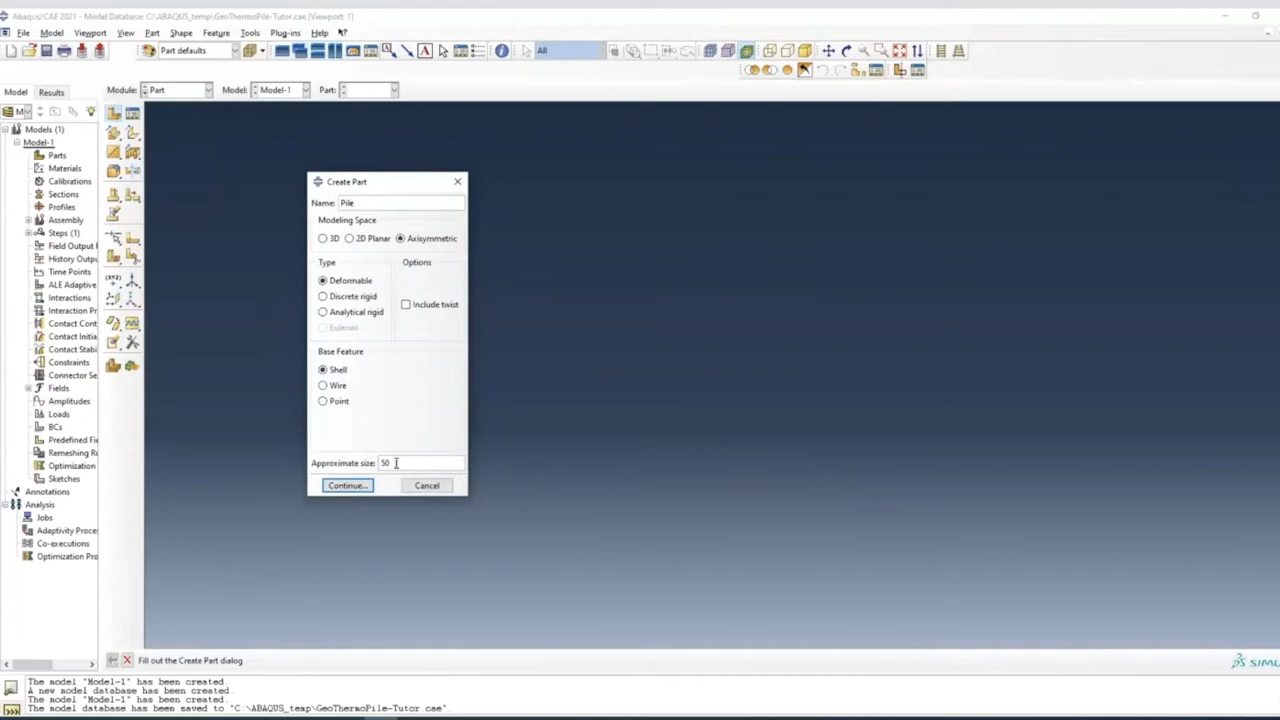 Abaqus/CAE 2021 - Model Database: C:\ABAQUS_temp\GeoThermoPile-Tutor.cae [Viewport: 1]
File Model Viewport View Part Shape Feature Tools Plug-ins Help
Part defaults All
Model Results Module: Part Model: Model-1 Part:
Models (1)
Model-1
Parts
Materials
Calibrations
Sections
Profiles
Assembly
Steps (1)
Field Output R
History Outpu
Time Points
ALE Adaptive
Interactions
Interaction Pr
Contact Cont
Contact Initia
Contact Stabi
Constraints
Connector Se
Fields
Amplitudes
Loads
BCs
Predefined Fie
Remeshing Ru
Optimization
Sketches
Annotations
Analysis
Jobs
Adaptivity Proce
Co-executions
Optimization Pro
Create Part
Name: Pile
Modeling Space
3D 2D Planar Axisymmetric
Type Options
Deformable
Discrete rigid
Include twist
Analytical rigid
Eulerian
Base Feature
Shell
Wire
Point
Approximate size: 50
Continue... Cancel
Fill out the Create Part dialog
The model "Model-1" has been created.
A new model database has been created.
The model "Model-1" has been created.
The model database has been saved to "C:\ABAQUS_temp\GeoThermoPile-Tutor.cae".